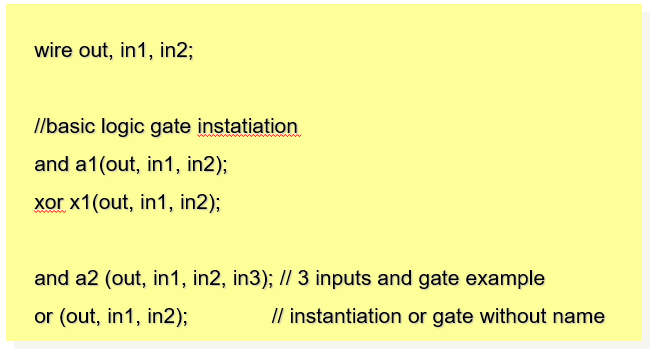 wire out, in1, in2;
//basic logic gate instatiation
and a1(out, in1, in2);
xor x1(out, in1, in2);
and a2 (out, in1, in2, in3); // 3 inputs and gate example
or (out, in1, in2); // instantiation or gate without name